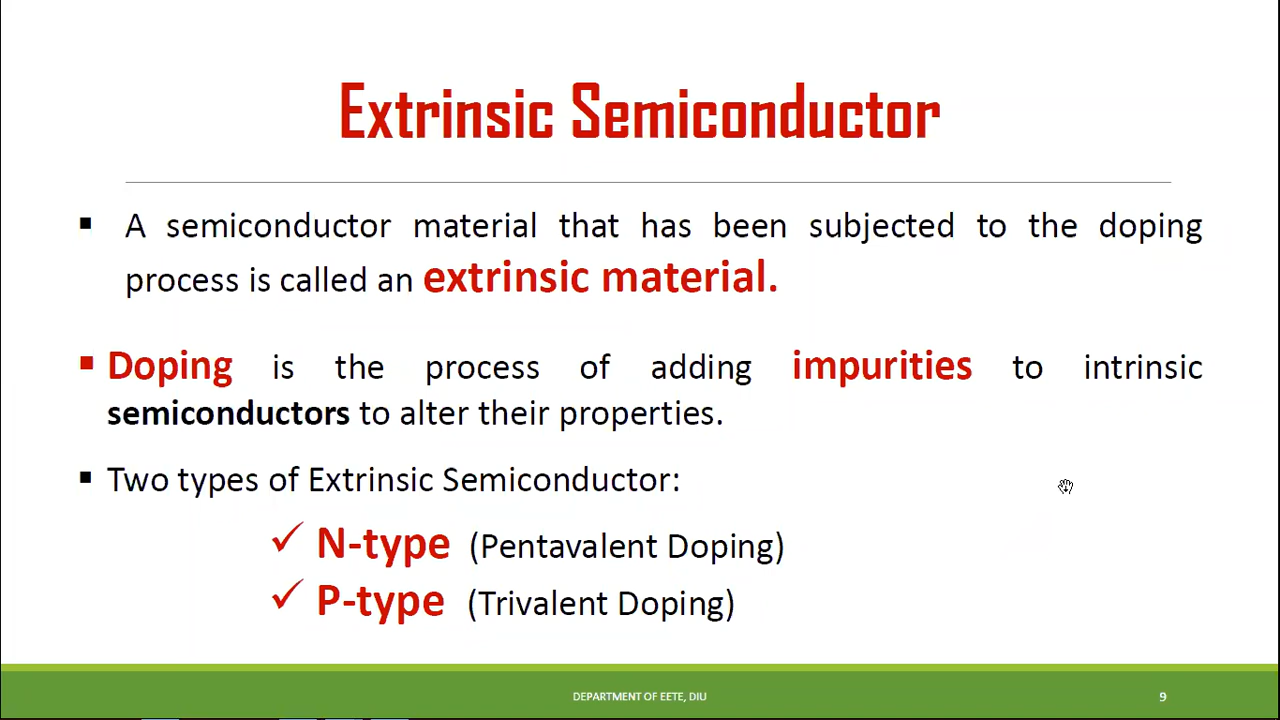 Extrinsic Semiconductor
▪ A semiconductor material that has been subjected to the doping
process is called an extrinsic material.
▪ Doping is the process of adding impurities to intrinsic
semiconductors to alter their properties.
▪ Two types of Extrinsic Semiconductor:
✓ N-type (Pentavalent Doping)
✓ P-type (Trivalent Doping)
DEPARTMENT OF EETE, DIU 9